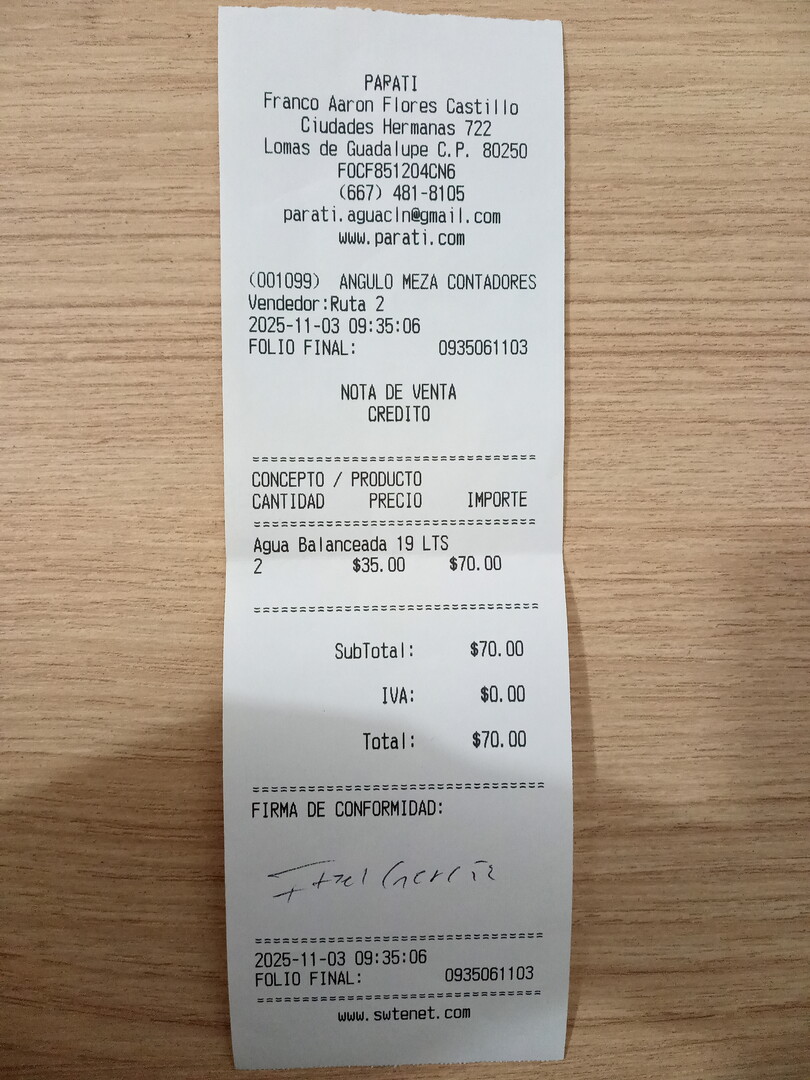 PARATI
Franco Aaron Flores Castillo
Ciudades Hermanas 722
Lomas de Guadalupe C.P. 80250
FOCF851204CN6
(667) 481-8105
parati.aguacln@gmail.com
www.parati.com
(001099) ANGULO MEZA CONTADORES
Vendedor:Ruta 2
2025-11-03 09:35:06
FOLIO FINAL: 0935061103
NOTA DE VENTA
CREDITO
================================
CONCEPTO / PRODUCTO
CANTIDAD PRECIO IMPORTE
================================
Agua Balanceada 19 LTS
2 $35.00 $70.00
================================
SubTotal: $70.00
IVA: $0.00
Total: $70.00
================================
FIRMA DE CONFORMIDAD:
Itzel García
================================
2025-11-03 09:35:06
FOLIO FINAL: 0935061103
================================
www.swtenet.com